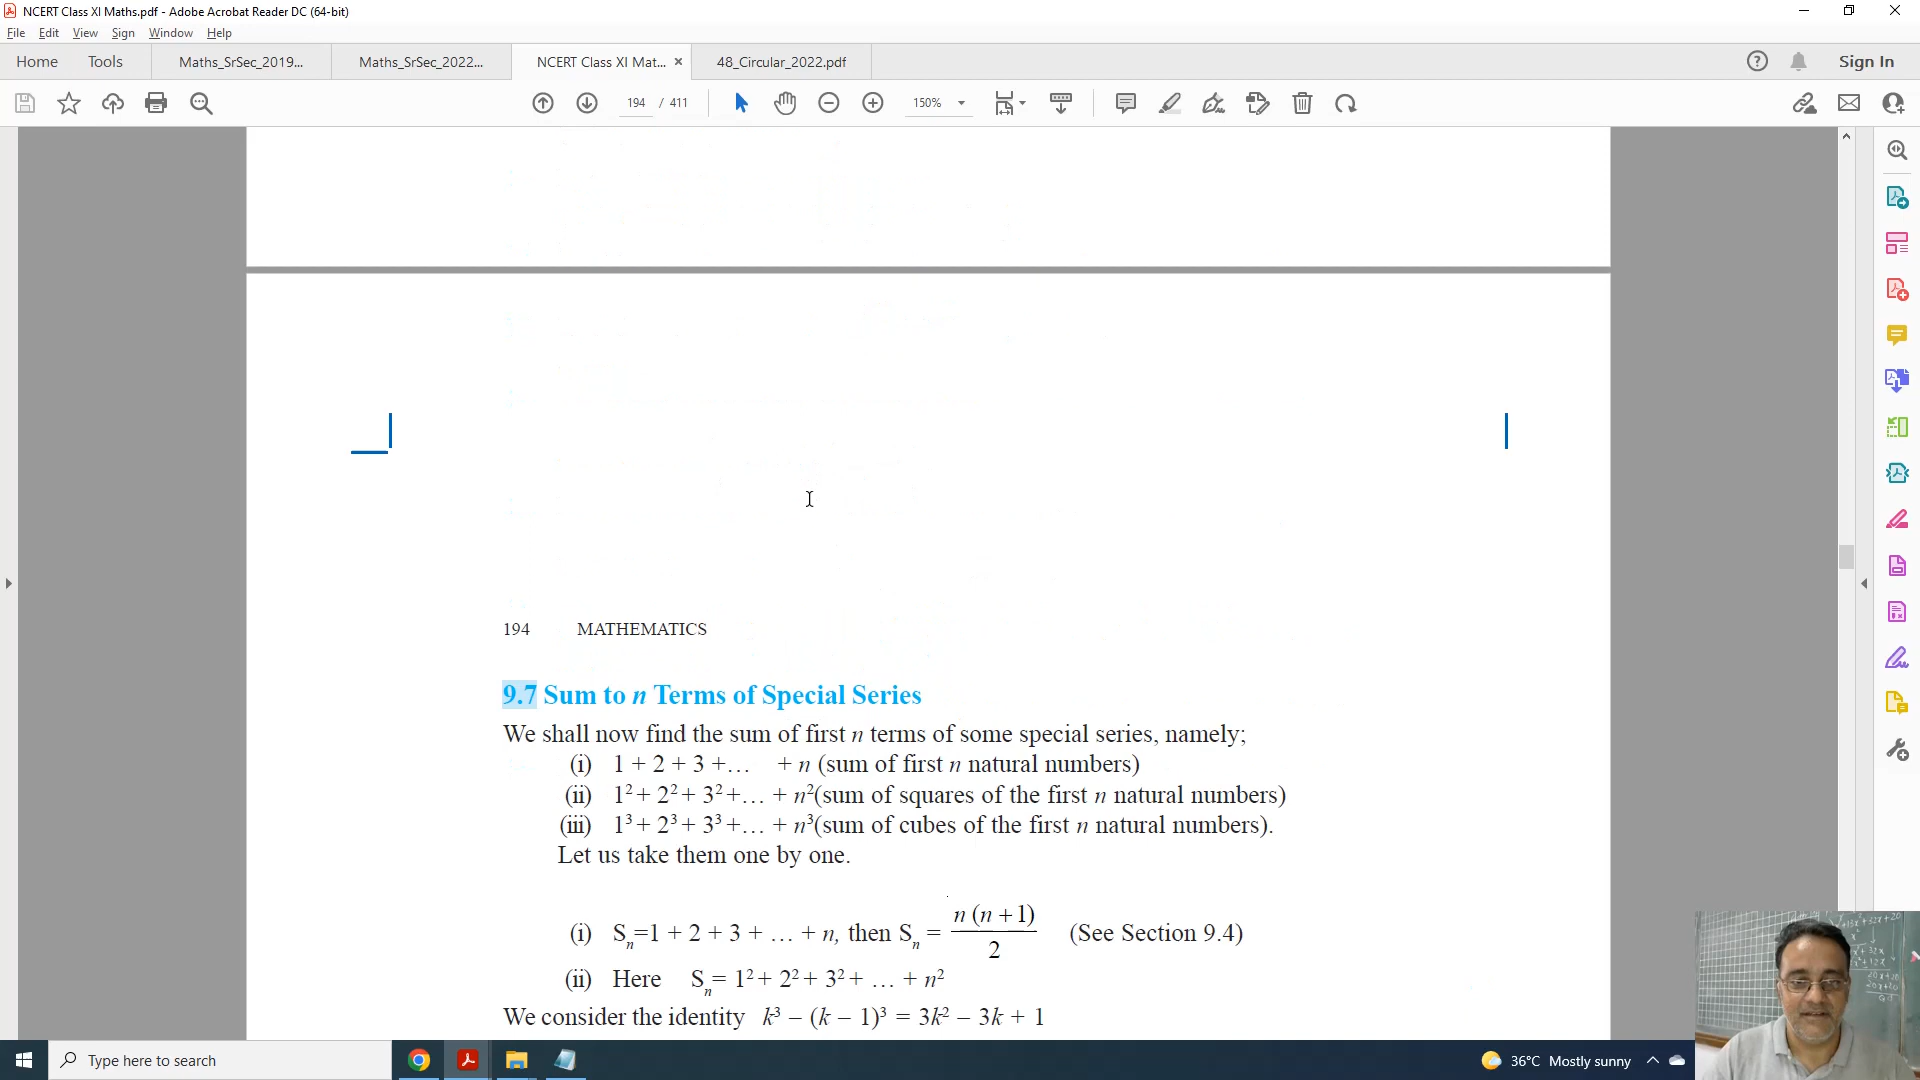 NCERT Class XI Maths.pdf - Adobe Acrobat Reader DC (64-bit)
File Edit View Sign Window Help
Home Tools Maths_SrSec_2019... Maths_SrSec_2022... NCERT Class XI Mat... × 48_Circular_2022.pdf Sign In
194 / 411 150%
194 MATHEMATICS
9.7 Sum to n Terms of Special Series
We shall now find the sum of first n terms of some special series, namely;
(i) 1 + 2 + 3 +… + n (sum of first n natural numbers)
(ii) 1² + 2² + 3² +… + n²(sum of squares of the first n natural numbers)
(iii) 1³ + 2³ + 3³ +… + n³(sum of cubes of the first n natural numbers).
Let us take them one by one.
(i) Sₙ=1 + 2 + 3 + … + n, then Sₙ = n (n +1) / 2 (See Section 9.4)
(ii) Here Sₙ= 1² + 2² + 3² + … + n²
We consider the identity k³ – (k – 1)³ = 3k² – 3k + 1
Type here to search
36°C Mostly sunny